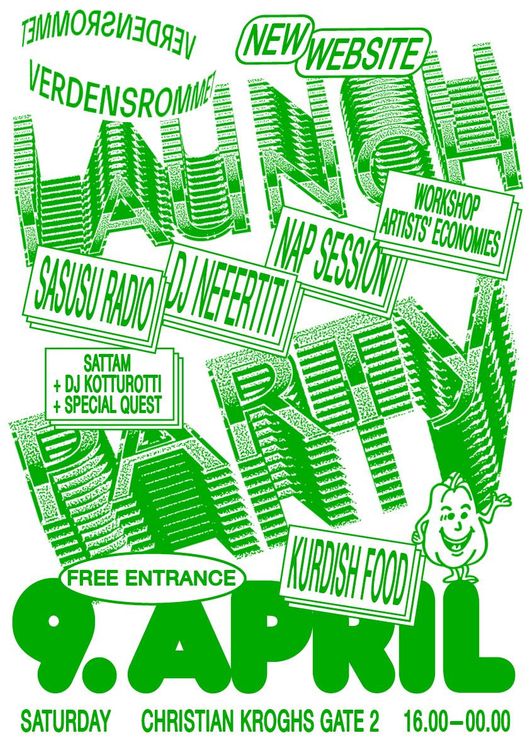 VERDENSROMMET
VERDENSROMMET
NEW
WEBSITE
LAUNCH
WORKSHOP
ARTISTS' ECONOMIES
NAP SESSION
DJ NEFERTITI
SASUSU RADIO
SATTAM
+ DJ KOTTUROTTI
+ SPECIAL QUEST
PARTY
KURDISH FOOD
FREE ENTRANCE
9. APRIL
SATURDAY CHRISTIAN KROGHS GATE 2 16.00–00.00